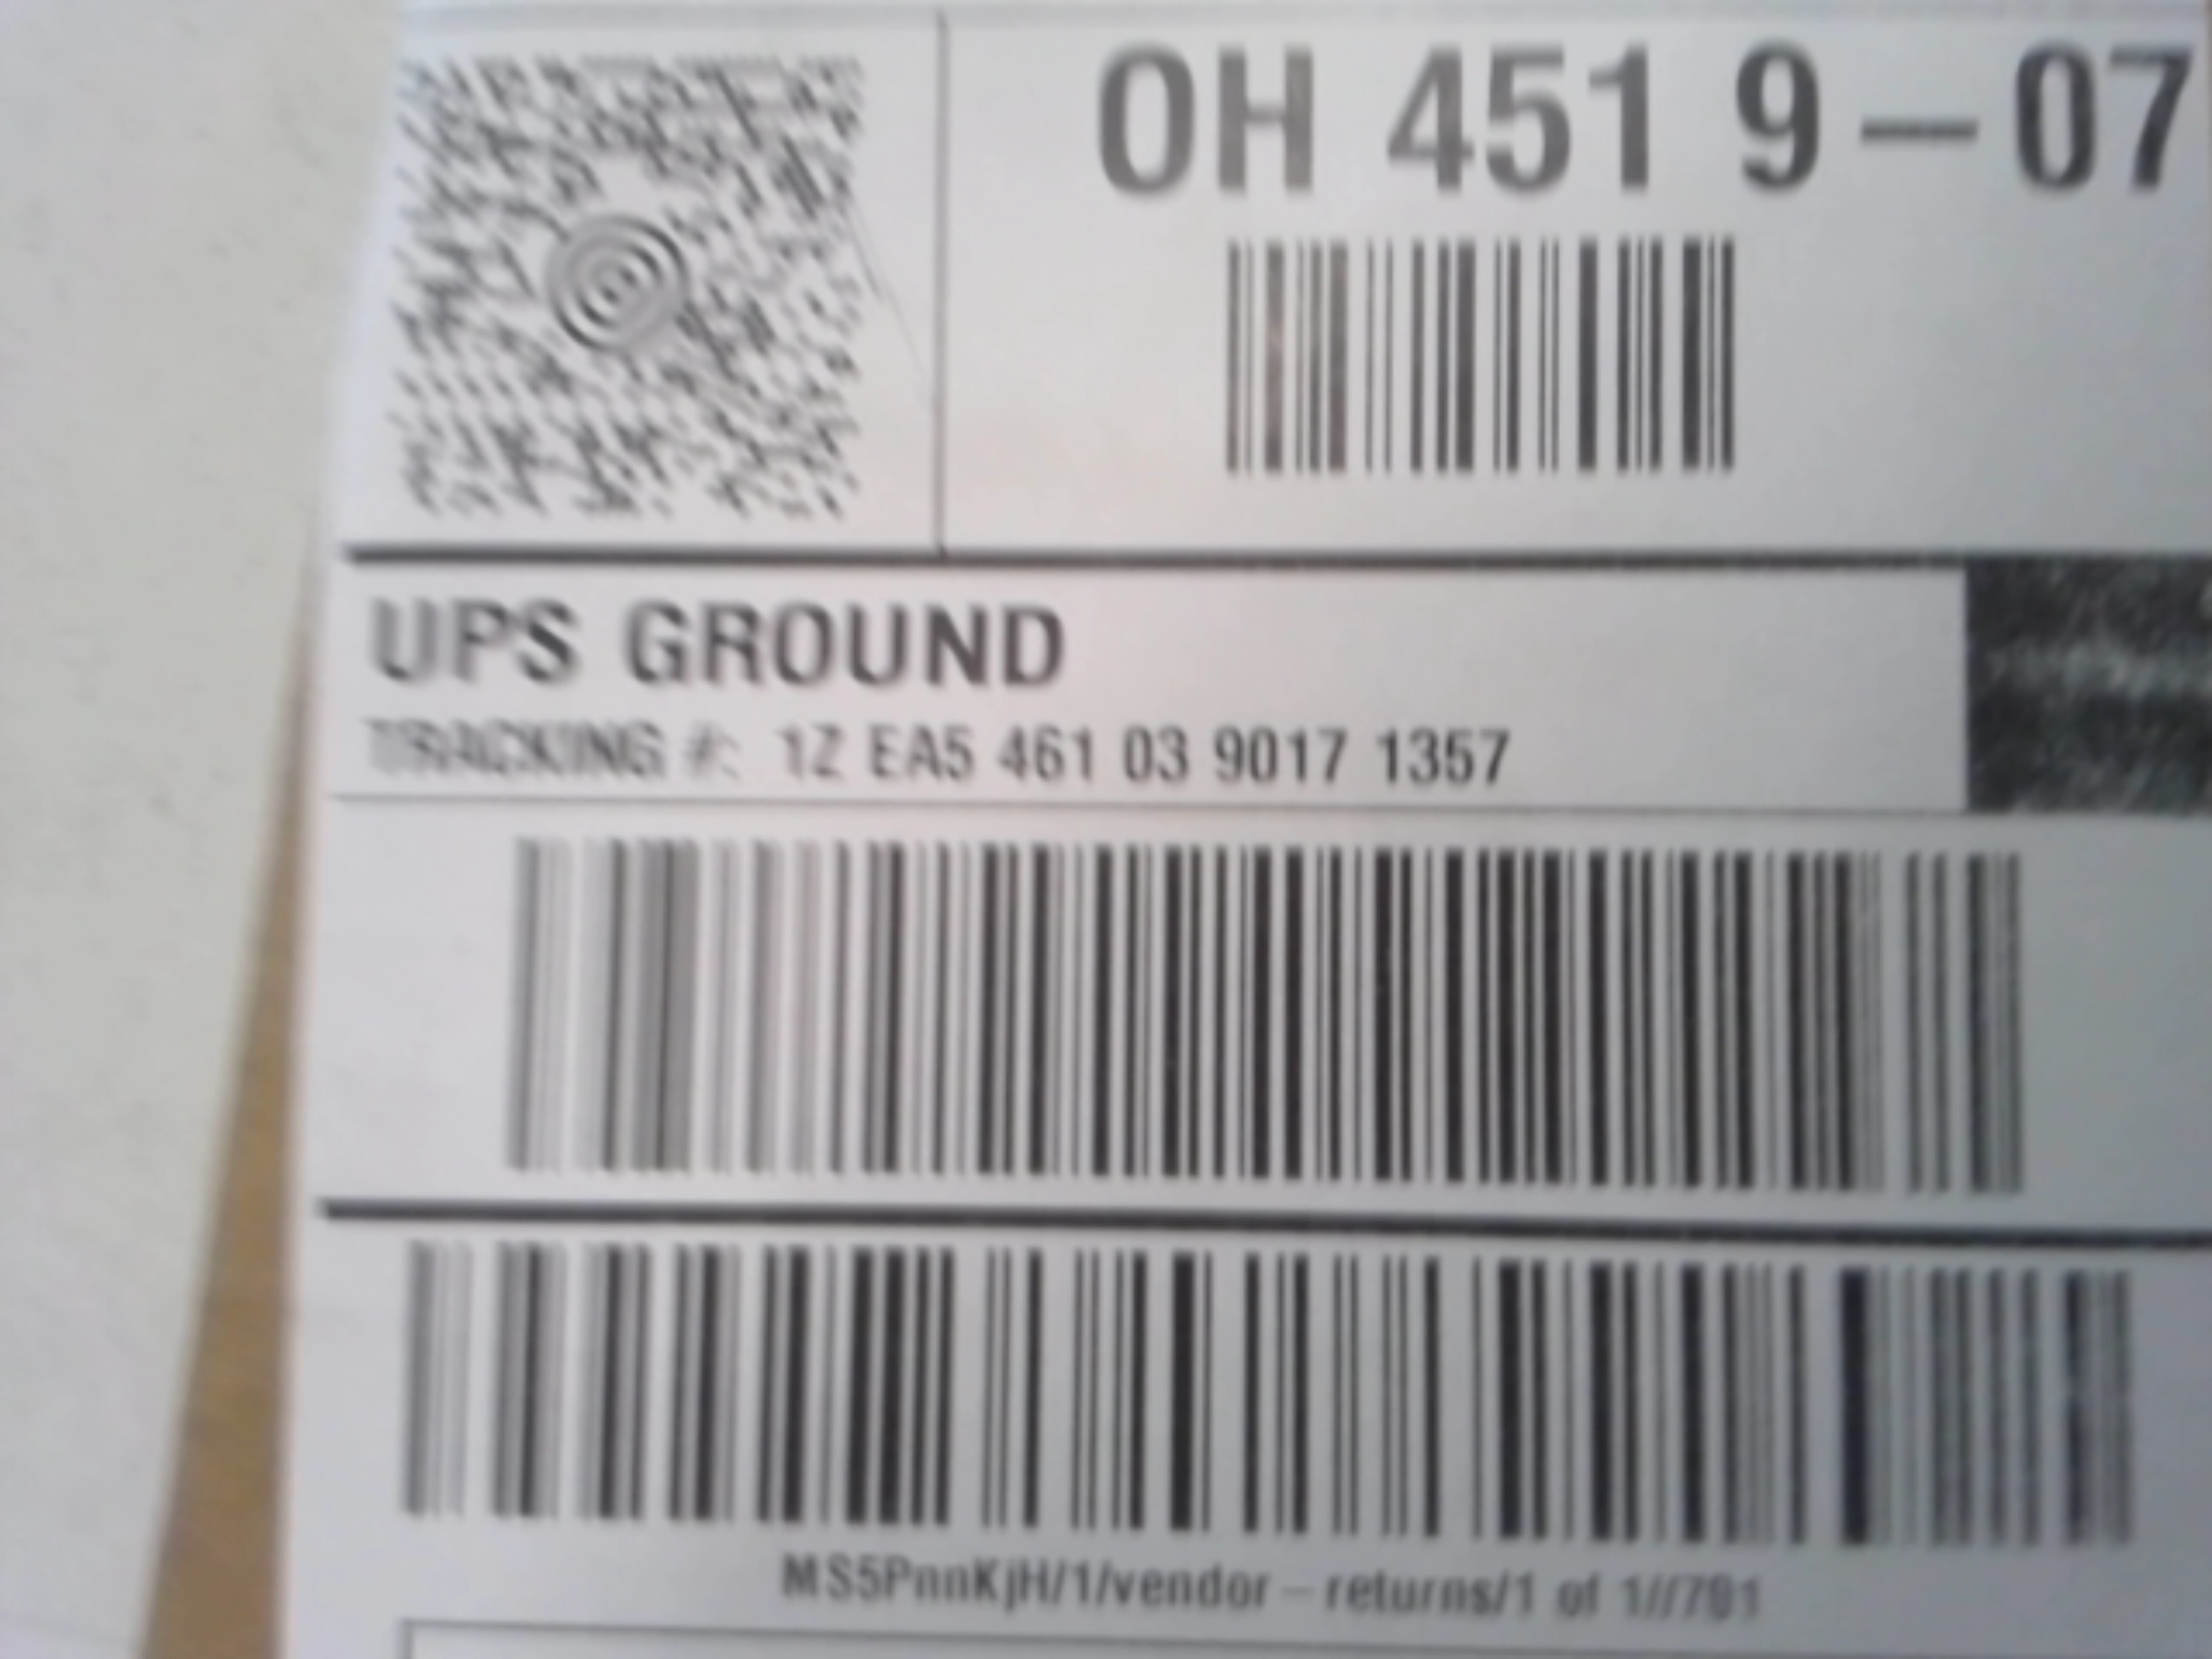 OH 451 9-07
UPS GROUND
TRACKING #: 1Z EA5 461 03 9017 1357
MS5PnnKjH/1/vendor-returns/1 of 1//701